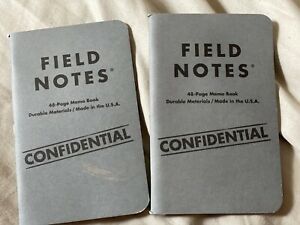 FIELD
NOTES®
48-Page Memo Book
Durable Materials / Made in the U.S.A.
CONFIDENTIAL
FIELD
NOTES®
48-Page Memo Book
Durable Materials / Made in the U.S.A.
CONFIDENTIAL